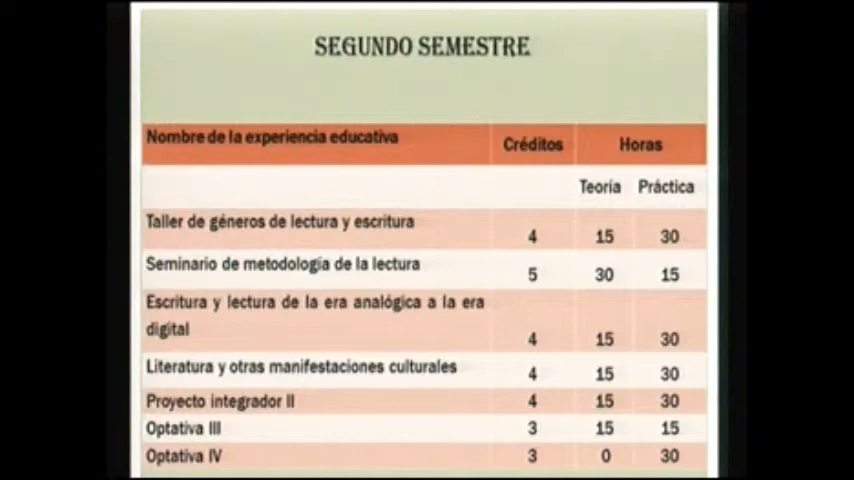 SEGUNDO SEMESTRE
Nombre de la experiencia educativa Créditos Horas
Teoría Práctica
Taller de géneros de lectura y escritura 4 15 30
Seminario de metodología de la lectura 5 30 15
Escritura y lectura de la era analógica a la era
digital 4 15 30
Literatura y otras manifestaciones culturales 4 15 30
Proyecto integrador II 4 15 30
Optativa III 3 15 15
Optativa IV 3 0 30